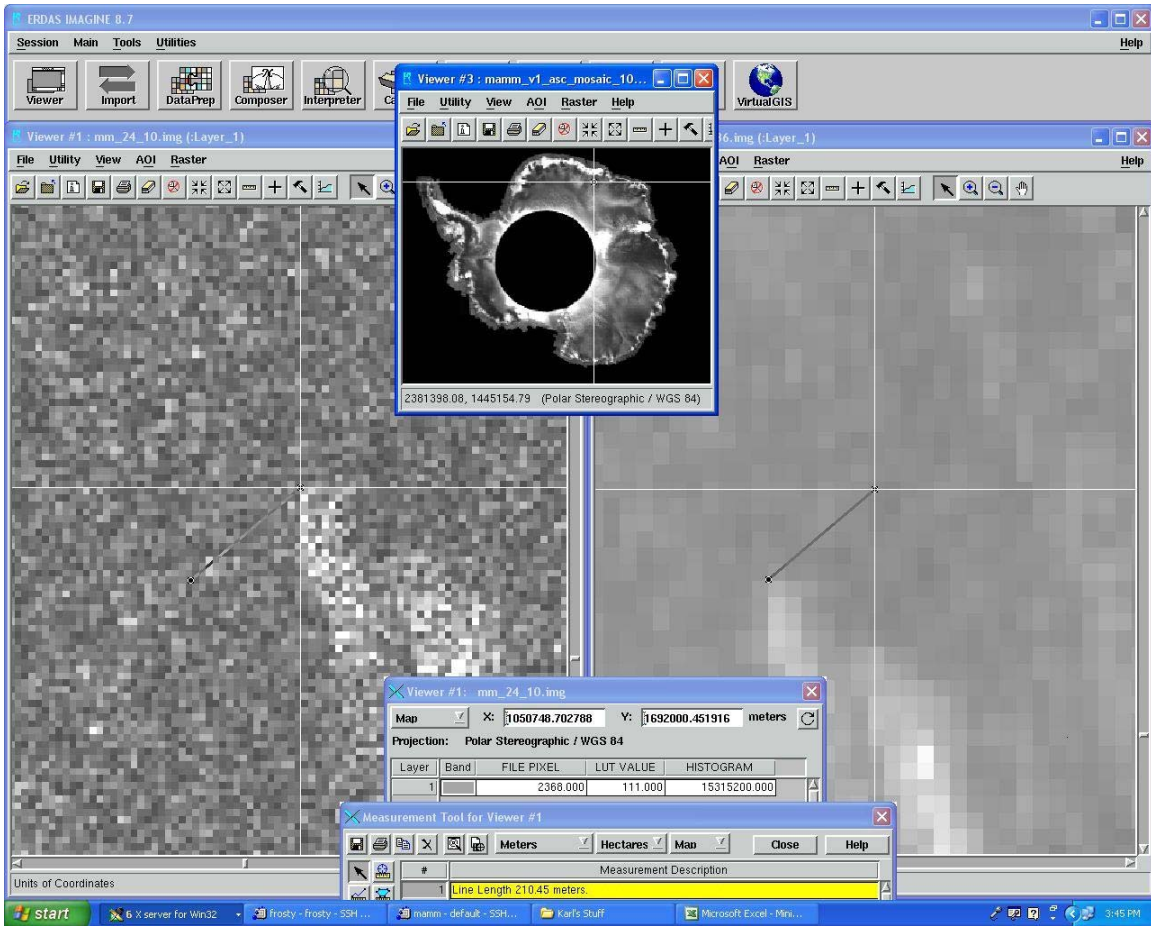 ERDAS IMAGINE 8.7
Session Main Tools Utilities Help
Viewer Import DataPrep Composer Interpreter VirtualGIS
Viewer #3 : mamm_v1_asc_mosaic_10...
File Utility View AOI Raster Help
2381398.08, 1445154.79 (Polar Stereographic / WGS 84)
Viewer #1 : mm_24_10.img (:Layer_1)
File Utility View AOI Raster
.img (:Layer_1)
AOI Raster Help
Viewer #1: mm_24_10.img
Map X: 1050748.702788 Y: 1692000.451916 meters
Projection: Polar Stereographic / WGS 84
Layer Band FILE PIXEL LUT VALUE HISTOGRAM
1 2368.000 111.000 15315200.000
Measurement Tool for Viewer #1
Meters Hectares Map Close Help
# Measurement Description
1 Line Length 210.45 meters.
Units of Coordinates
start 6 X server for Win32 frosty - frosty - SSH ... mamm - default - SSH... Karl's Stuff Microsoft Excel - Mini... 3:45 PM